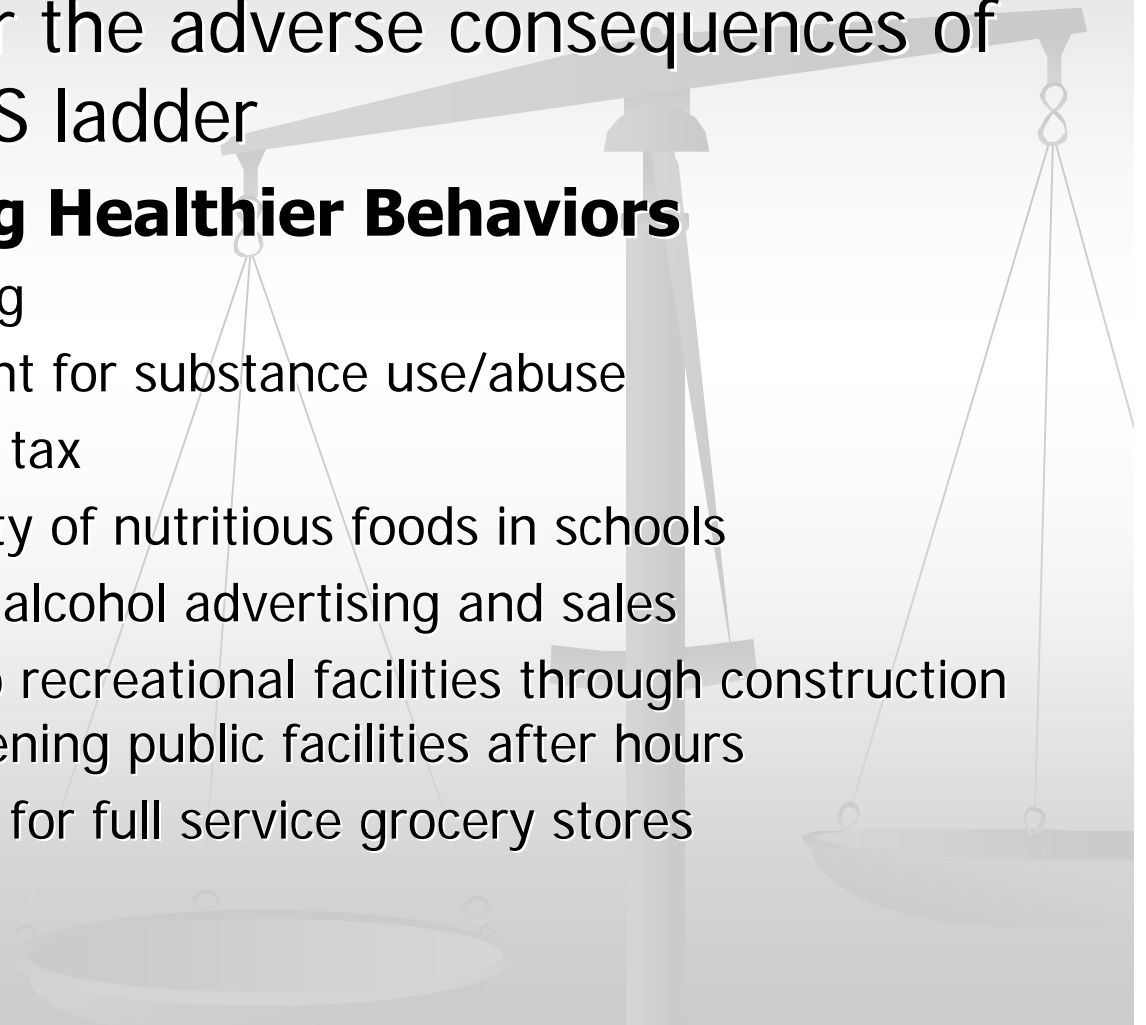 r the adverse consequences of
S ladder
g Healthier Behaviors
g
nt for substance use/abuse
tax
ty of nutritious foods in schools
alcohol advertising and sales
o recreational facilities through construction
ening public facilities after hours
for full service grocery stores